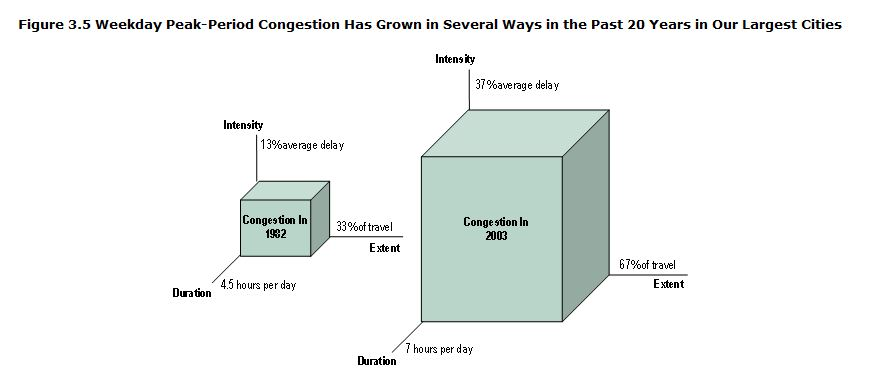 Figure 3.5 Weekday Peak-Period Congestion Has Grown in Several Ways in the Past 20 Years in Our Largest Cities
Intensity
13% average delay
Congestion In
1982
33% of travel
Extent
4.5 hours per day
Duration
Intensity
37% average delay
Congestion In
2003
67% of travel
Extent
7 hours per day
Duration